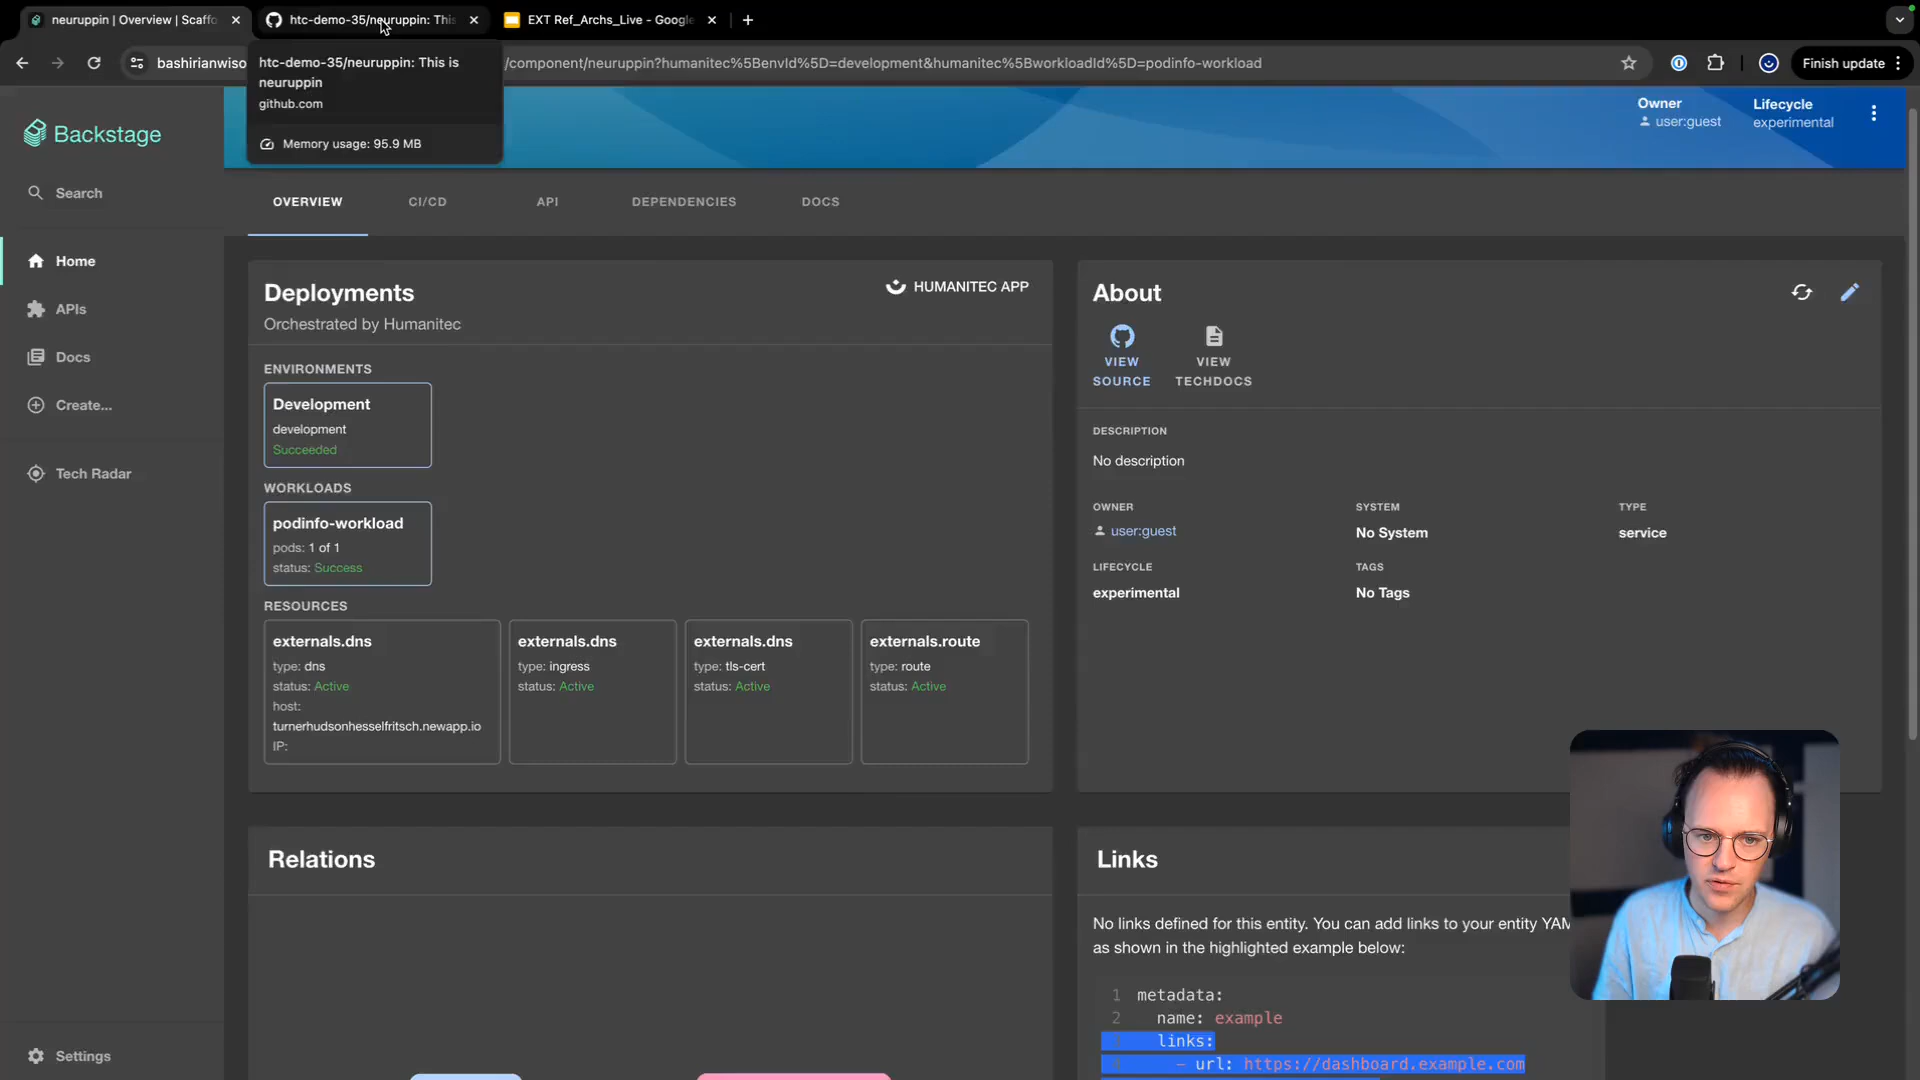 neuruppin | Overview | Scaffo
htc-demo-35/neuruppin: This
EXT Ref_Archs_Live - Google
bashirianwiso
/component/neuruppin?humanitec%5BenvId%5D=development&humanitec%5BworkloadId%5D=podinfo-workload
Finish update
htc-demo-35/neuruppin: This is
neuruppin
github.com
Memory usage: 95.9 MB
Backstage
Search
Home
APIs
Docs
Create...
Tech Radar
Settings
Owner
user:guest
Lifecycle
experimental
OVERVIEW
CI/CD
API
DEPENDENCIES
DOCS
Deployments
Orchestrated by Humanitec
HUMANITEC APP
ENVIRONMENTS
Development
development
Succeeded
WORKLOADS
podinfo-workload
pods: 1 of 1
status: Success
RESOURCES
externals.dns
type: dns
status: Active
host:
turnerhudsonhesselfritsch.newapp.io
IP:
externals.dns
type: ingress
status: Active
externals.dns
type: tls-cert
status: Active
externals.route
type: route
status: Active
About
VIEW
SOURCE
VIEW
TECHDOCS
DESCRIPTION
No description
OWNER
user:guest
SYSTEM
No System
TYPE
service
LIFECYCLE
experimental
TAGS
No Tags
Relations
Links
No links defined for this entity. You can add links to your entity YAM
as shown in the highlighted example below:
1 metadata:
2 name: example
links:
- url: https://dashboard.example.com